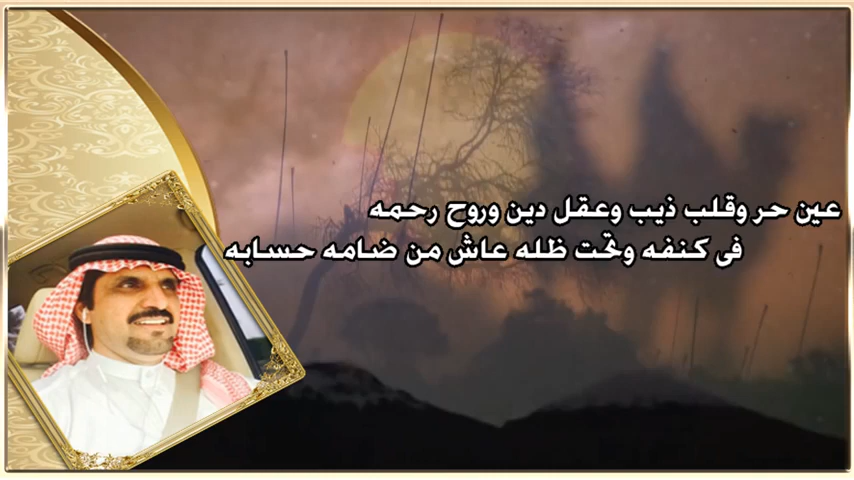 عين حر وقلب ذيب وعقل دين وروح رحمه
فى كنفه وتحت ظله عاش من ضامه حسابه